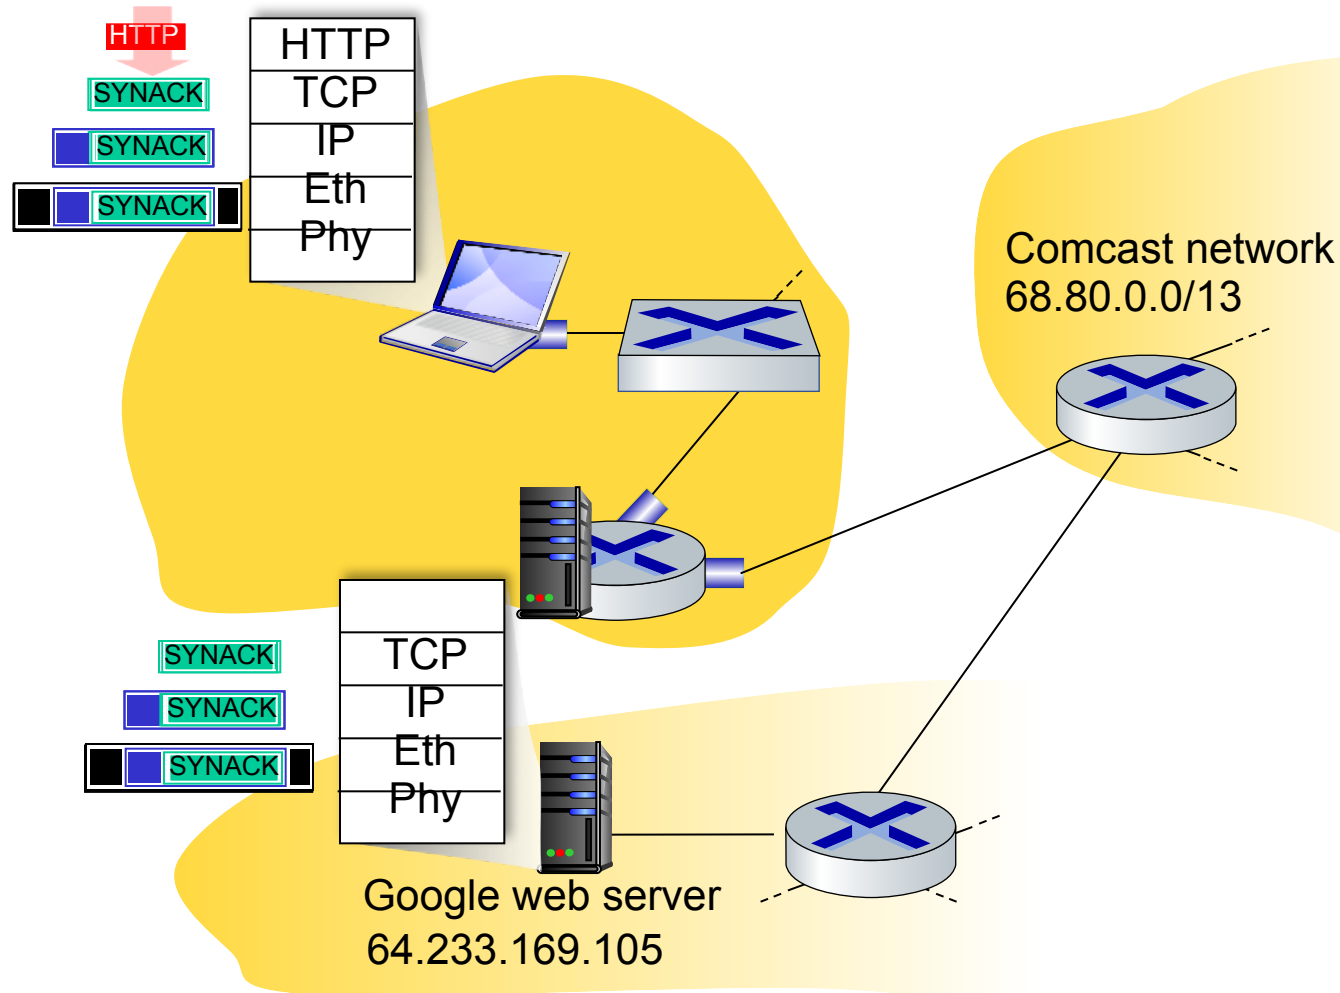 HTTP
SYNACK
SYNACK
SYNACK
HTTP
TCP
IP
Eth
Phy
Comcast network
68.80.0.0/13
SYNACK
SYNACK
SYNACK
TCP
IP
Eth
Phy
Google web server
64.233.169.105